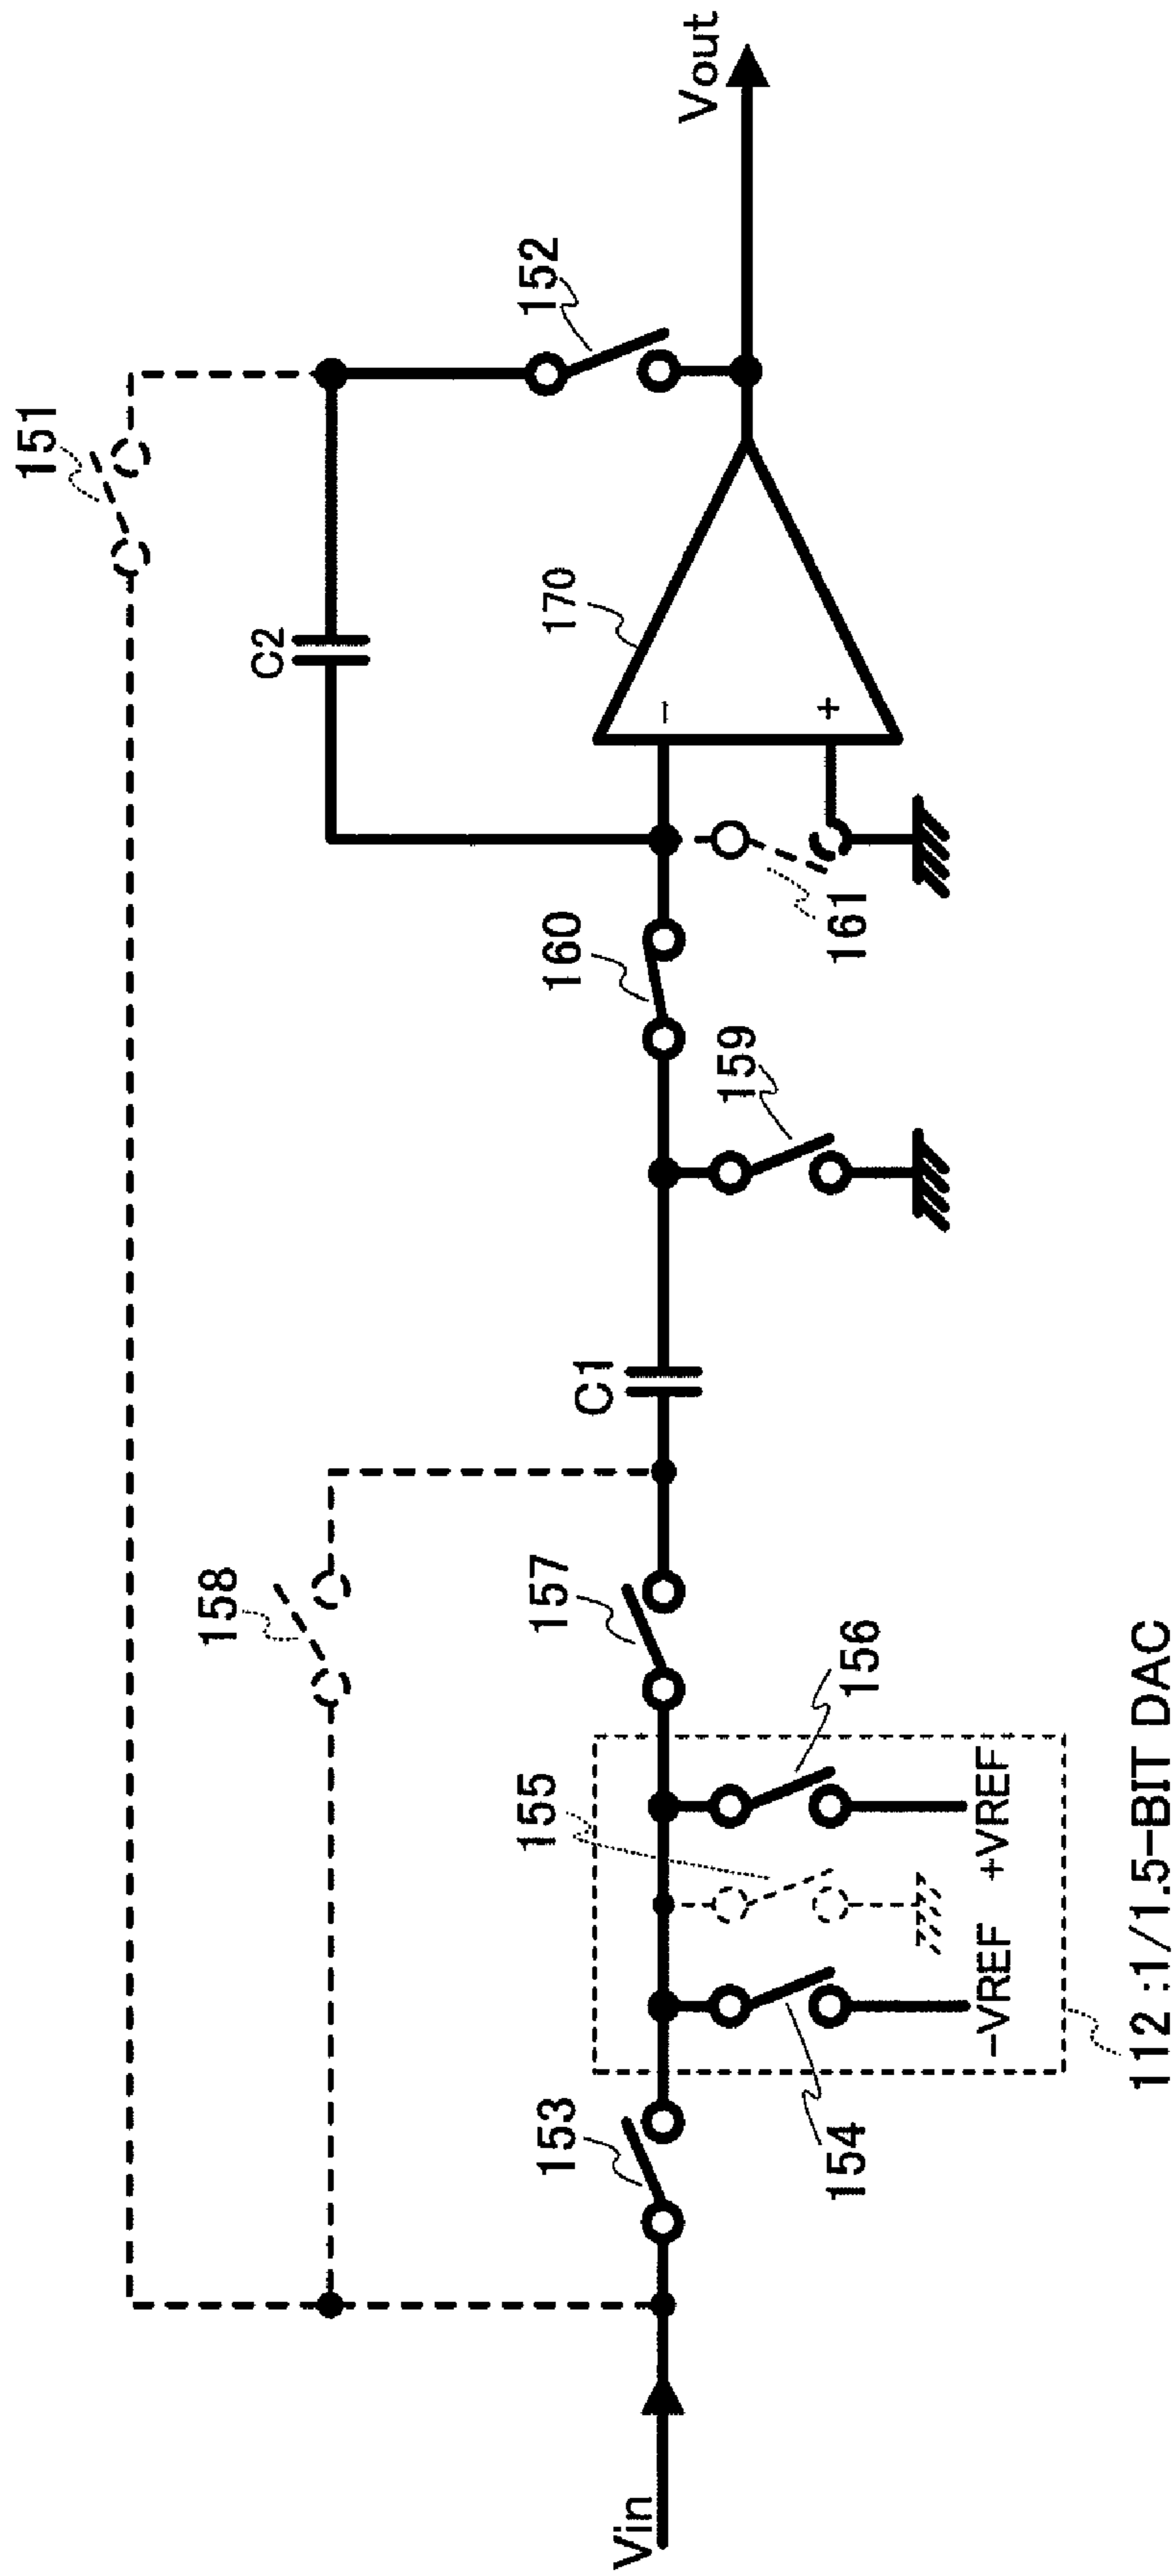 151
C2
152
Vout
158
170
−
+
160
161
C1
159
157
155
156
153
154
Vin
−VREF +VREF
112 :1/1.5−BIT DAC